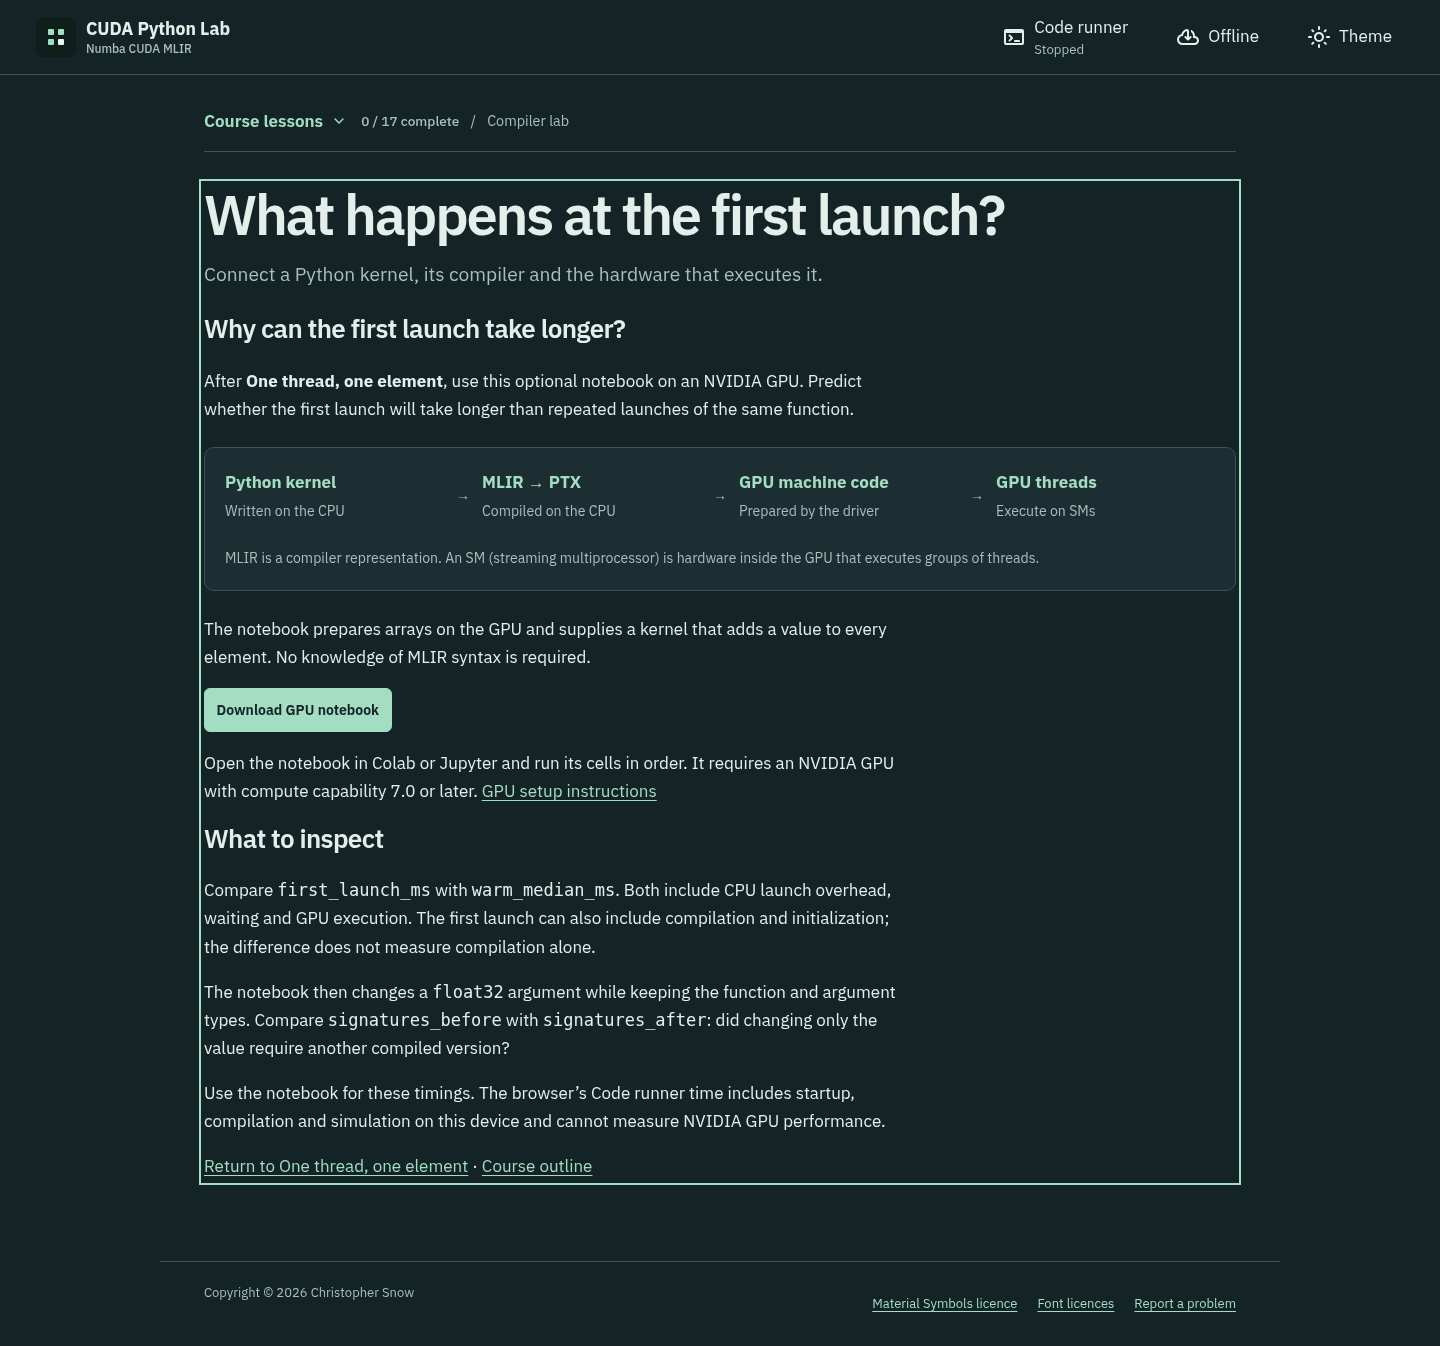 CUDA Python Lab
Numba CUDA MLIR
Code runner
Stopped
Offline
Theme
Course lessons
0 / 17 complete / Compiler lab
What happens at the first launch?
Connect a Python kernel, its compiler and the hardware that executes it.
Why can the first launch take longer?
After One thread, one element, use this optional notebook on an NVIDIA GPU. Predict
whether the first launch will take longer than repeated launches of the same function.
Python kernel
Written on the CPU
→
MLIR → PTX
Compiled on the CPU
→
GPU machine code
Prepared by the driver
→
GPU threads
Execute on SMs
MLIR is a compiler representation. An SM (streaming multiprocessor) is hardware inside the GPU that executes groups of threads.
The notebook prepares arrays on the GPU and supplies a kernel that adds a value to every
element. No knowledge of MLIR syntax is required.
Download GPU notebook
Open the notebook in Colab or Jupyter and run its cells in order. It requires an NVIDIA GPU
with compute capability 7.0 or later. GPU setup instructions
What to inspect
Compare first_launch_ms with warm_median_ms. Both include CPU launch overhead,
waiting and GPU execution. The first launch can also include compilation and initialization;
the difference does not measure compilation alone.
The notebook then changes a float32 argument while keeping the function and argument
types. Compare signatures_before with signatures_after: did changing only the
value require another compiled version?
Use the notebook for these timings. The browser’s Code runner time includes startup,
compilation and simulation on this device and cannot measure NVIDIA GPU performance.
Return to One thread, one element · Course outline
Copyright © 2026 Christopher Snow
Material Symbols licence
Font licences
Report a problem